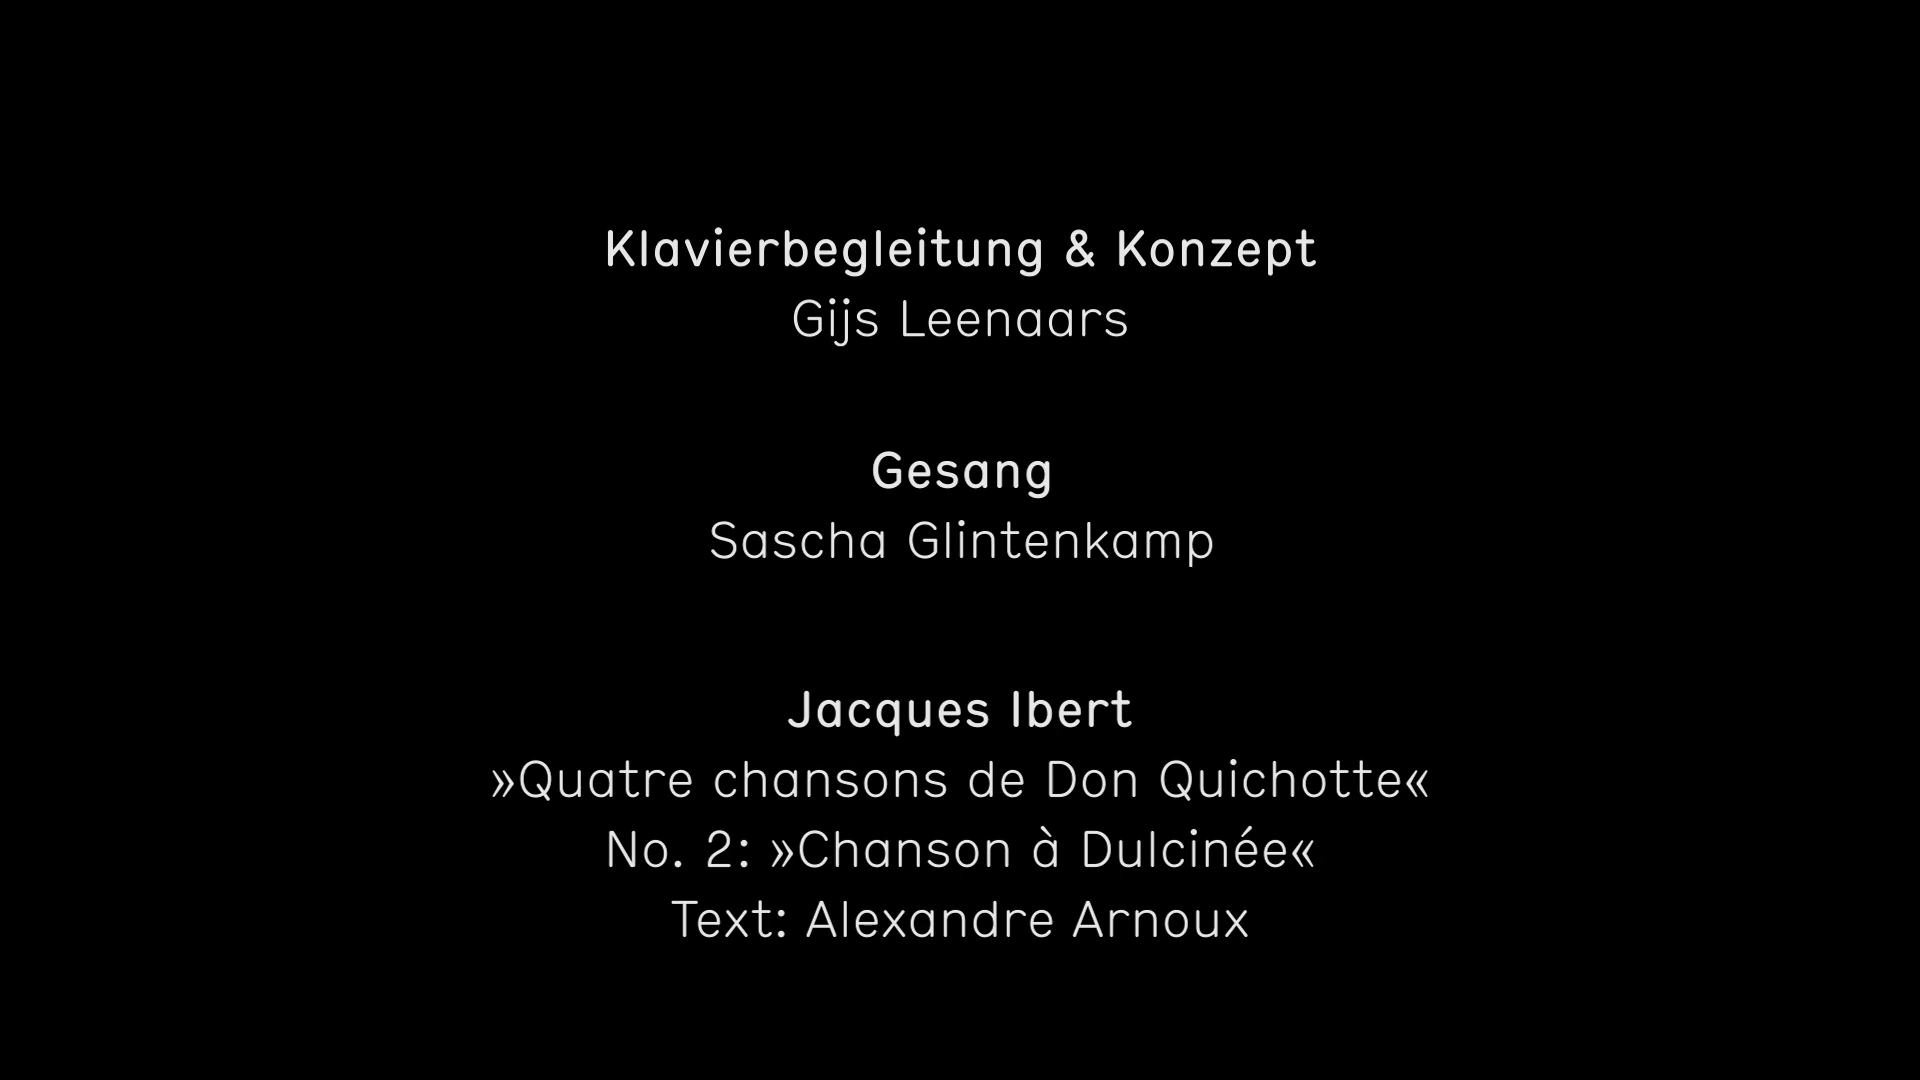 Klavierbegleitung & Konzept
Gijs Leenaars
Gesang
Sascha Glintenkamp
Jacques Ibert
»Quatre chansons de Don Quichotte«
No. 2: »Chanson à Dulcinée«
Text: Alexandre Arnoux